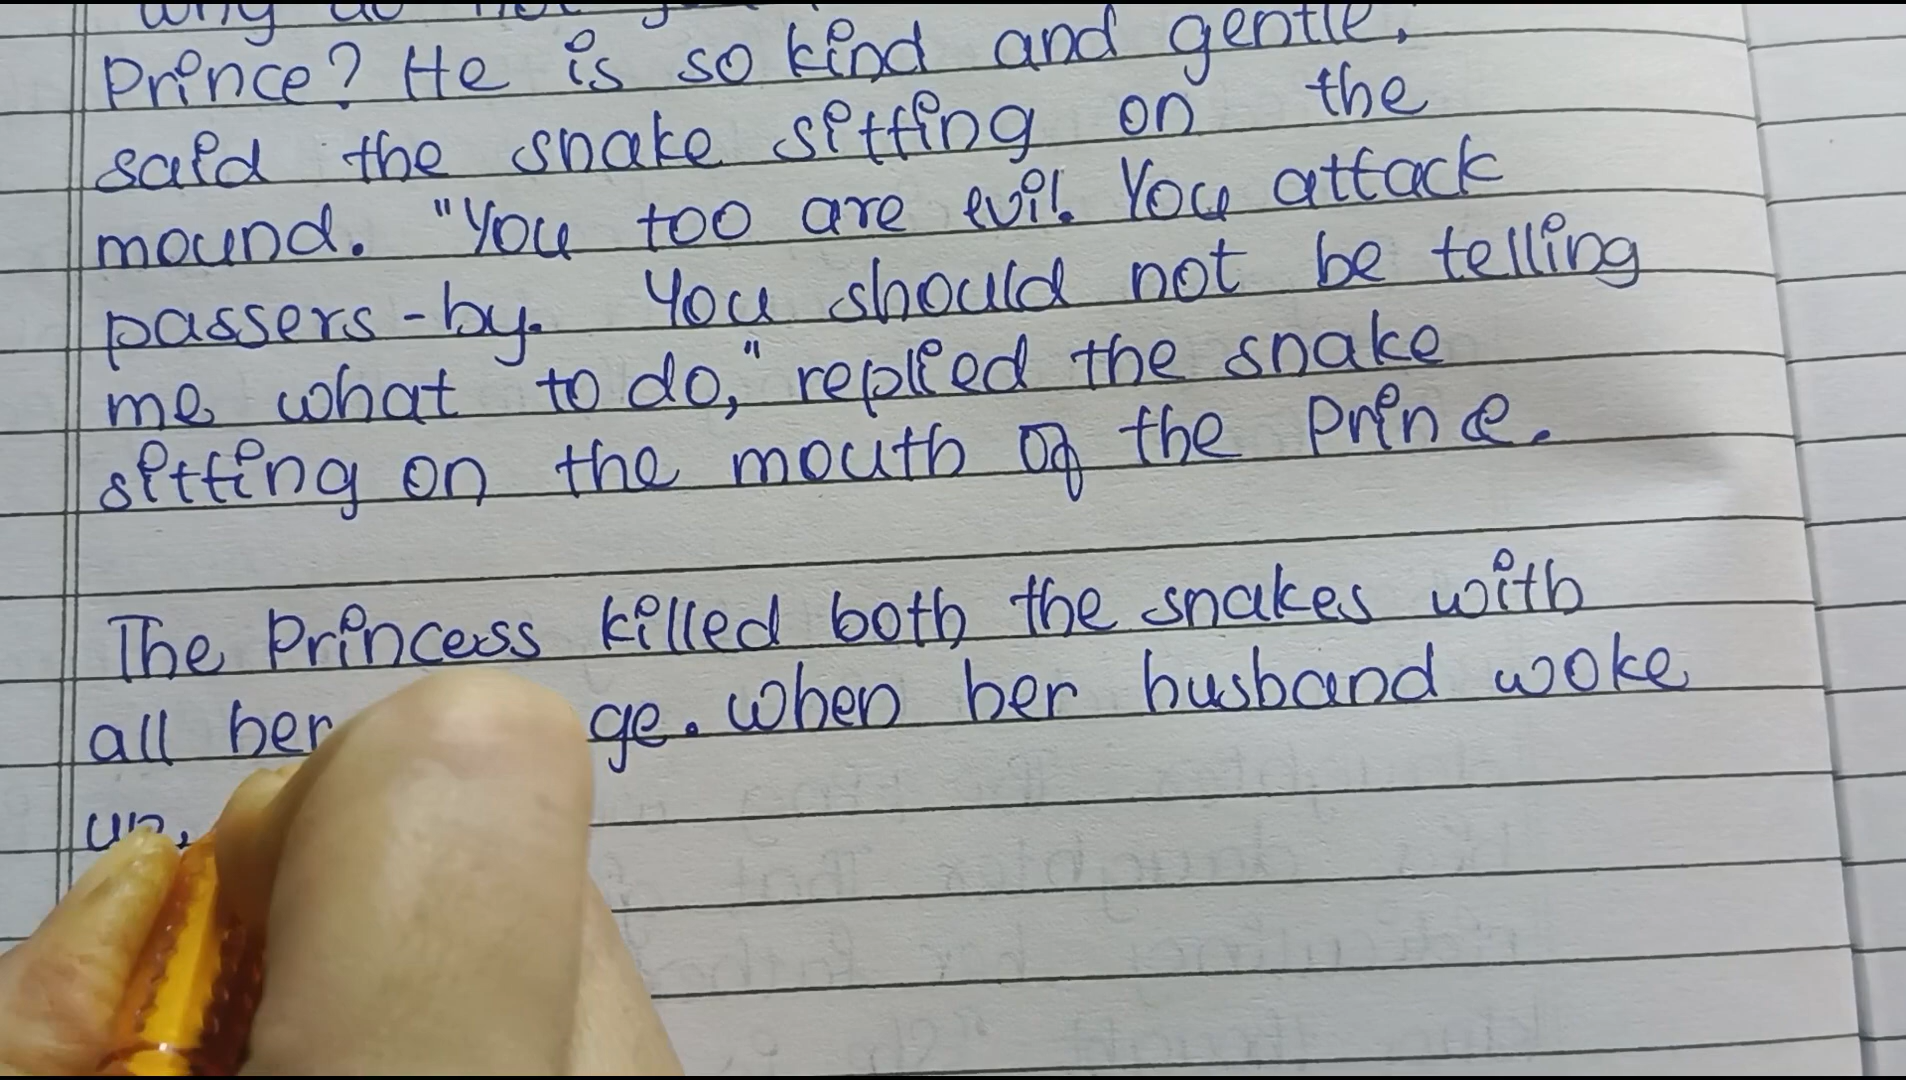 Prince? He is so kind and gentle.
said the snake sitting on the
mound. "You too are evil. You attack
passers-by. You should not be telling
me what to do," replied the snake
sitting on the mouth of the Prince.
The Princess killed both the snakes with
all her ge. When her husband woke
up,